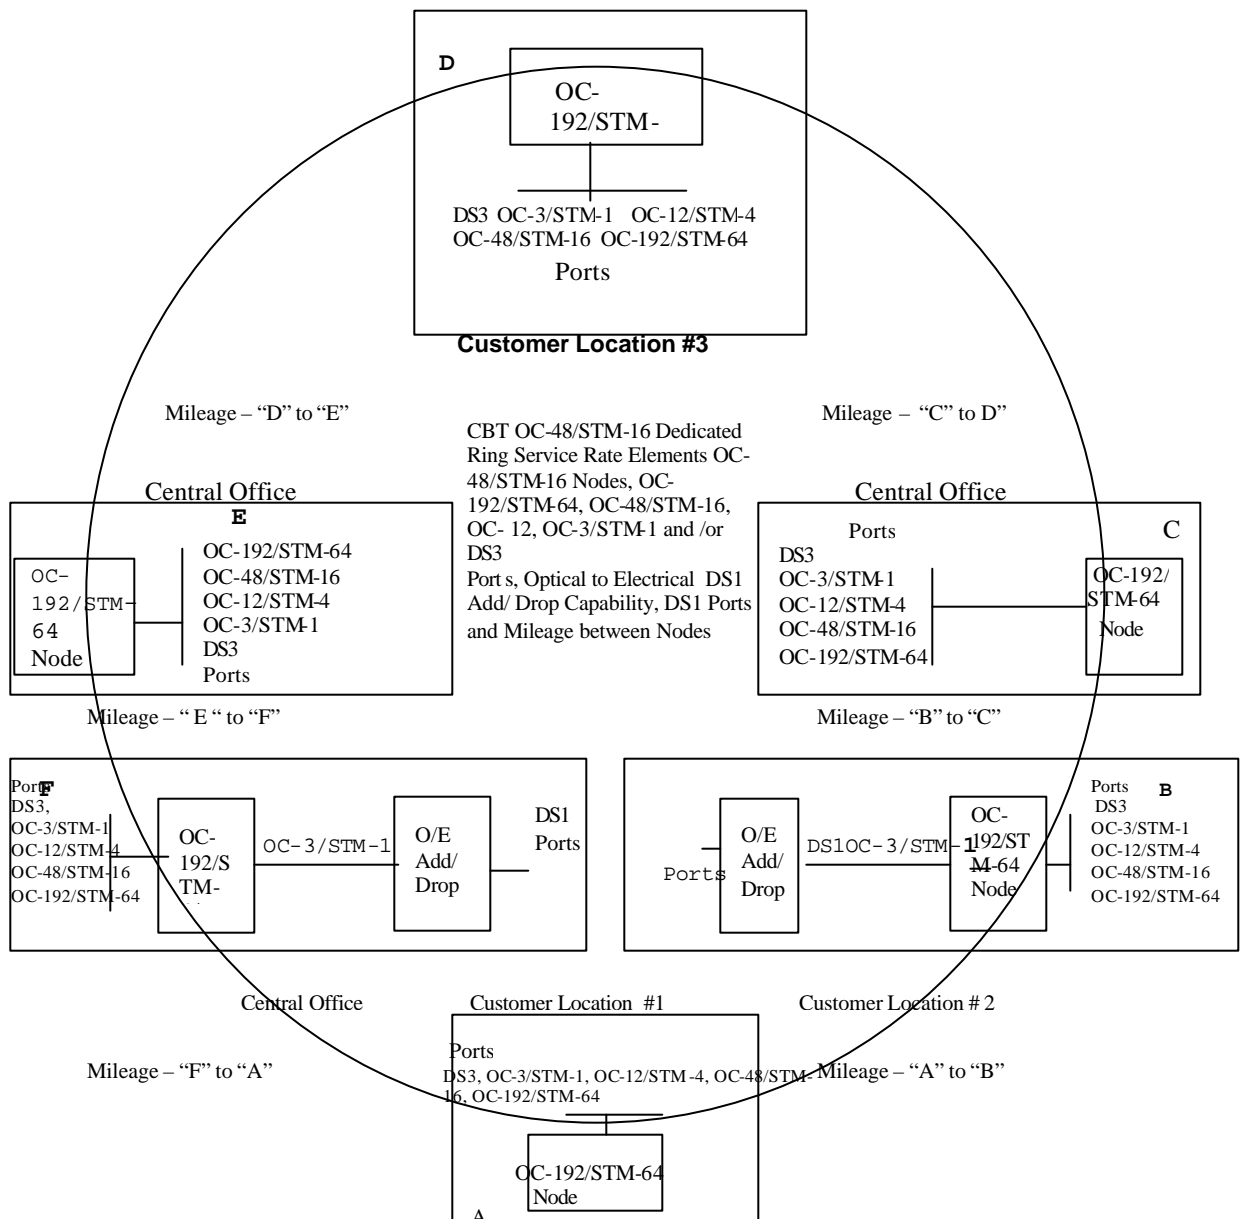 D
OC-
192/STM-
DS3 OC-3/STM-1 OC-12/STM-4
OC-48/STM-16 OC-192/STM-64
Ports
Customer Location #3
Mileage – “D” to “E”
Mileage – “C” to D”
CBT OC-48/STM-16 Dedicated
Ring Service Rate Elements OC-
48/STM-16 Nodes, OC-
192/STM-64, OC-48/STM-16,
OC- 12, OC-3/STM-1 and /or
DS3
Port s, Optical to Electrical DS1
Add/ Drop Capability, DS1 Ports
and Mileage between Nodes
Central Office
E
OC-
192/STM-
64
Node
OC-192/STM-64
OC-48/STM-16
OC-12/STM-4
OC-3/STM-1
DS3
Ports
Central Office
Ports
C
DS3
OC-3/STM-1
OC-12/STM-4
OC-48/STM-16
OC-192/STM-64
OC-192/
STM-64
Node
Mileage – “ E “ to “F”
Mileage – “B” to “C”
Ports
F
DS3,
OC-3/STM-1
OC-12/STM-4
OC-48/STM-16
OC-192/STM-64
OC-
192/S
TM-
OC-3/STM-1
O/E
Add/
Drop
DS1
Ports
Ports
O/E
Add/
Drop
DS1OC-3/STM-1
OC-
192/ST
M-64
Node
Ports
B
DS3
OC-3/STM-1
OC-12/STM-4
OC-48/STM-16
OC-192/STM-64
Central Office
Customer Location #1
Customer Location # 2
Mileage – “F” to “A”
Mileage – “A” to “B”
Ports
DS3, OC-3/STM-1, OC-12/STM-4, OC-48/STM-
16, OC-192/STM-64
OC-192/STM-64
Node
A